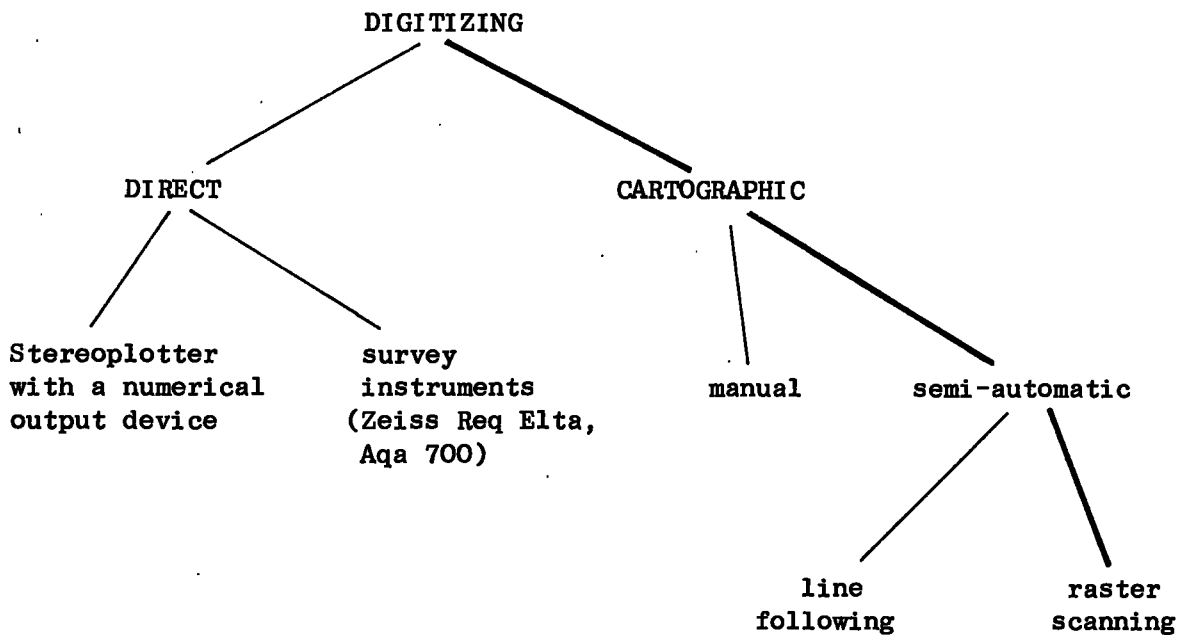 DIGITIZING
DIRECT
CARTOGRAPHIC
Stereoplotter
with a numerical
output device
survey
instruments
(Zeiss Req Elta,
Aqa 700)
manual
semi-automatic
line
following
raster
scanning